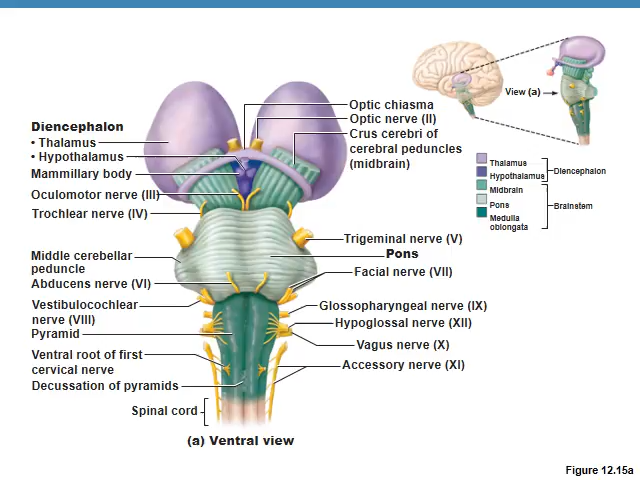 View (a)
Optic chiasma
Optic nerve (II)
Crus cerebri of
cerebral peduncles
(midbrain)
Diencephalon
• Thalamus
• Hypothalamus
Mammillary body
Oculomotor nerve (III)
Trochlear nerve (IV)
Thalamus
Hypothalamus
Diencephalon
Midbrain
Pons
Medulla
oblongata
Brainstem
Trigeminal nerve (V)
Pons
Facial nerve (VII)
Middle cerebellar
peduncle
Abducens nerve (VI)
Vestibulocochlear
nerve (VIII)
Pyramid
Glossopharyngeal nerve (IX)
Hypoglossal nerve (XII)
Vagus nerve (X)
Accessory nerve (XI)
Ventral root of first
cervical nerve
Decussation of pyramids
Spinal cord
(a) Ventral view
Figure 12.15a